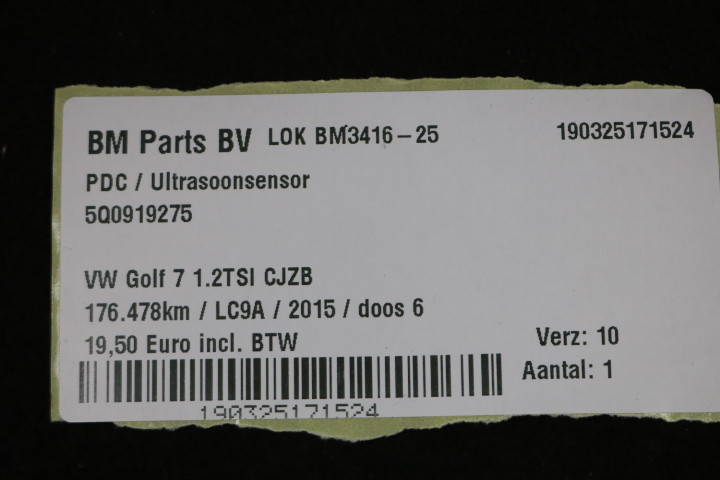 BM Parts BV LOK BM3416-25 190325171524
PDC / Ultrasoonsensor
5Q0919275
VW Golf 7 1.2TSI CJZB
176.478km / LC9A / 2015 / doos 6
19,50 Euro incl. BTW Verz: 10
Aantal: 1
190325171524